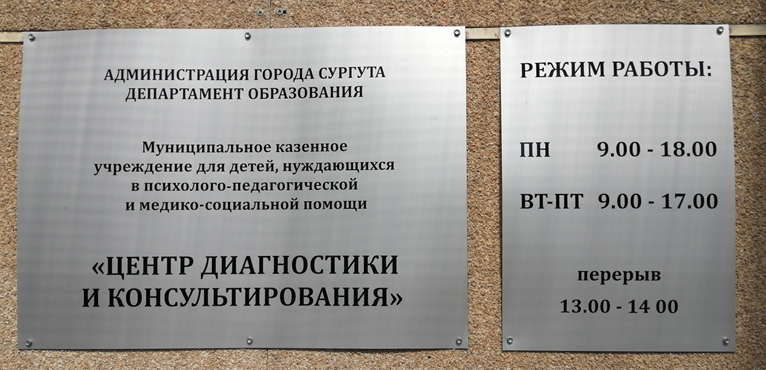 АДМИНИСТРАЦИЯ ГОРОДА СУРГУТА
ДЕПАРТАМЕНТ ОБРАЗОВАНИЯ
Муниципальное казенное
учреждение для детей, нуждающихся
в психолого-педагогической
и медико-социальной помощи
«ЦЕНТР ДИАГНОСТИКИ
И КОНСУЛЬТИРОВАНИЯ»
РЕЖИМ РАБОТЫ:
ПН 9.00 - 18.00
ВТ-ПТ 9.00 - 17.00
перерыв
13.00 - 14 00